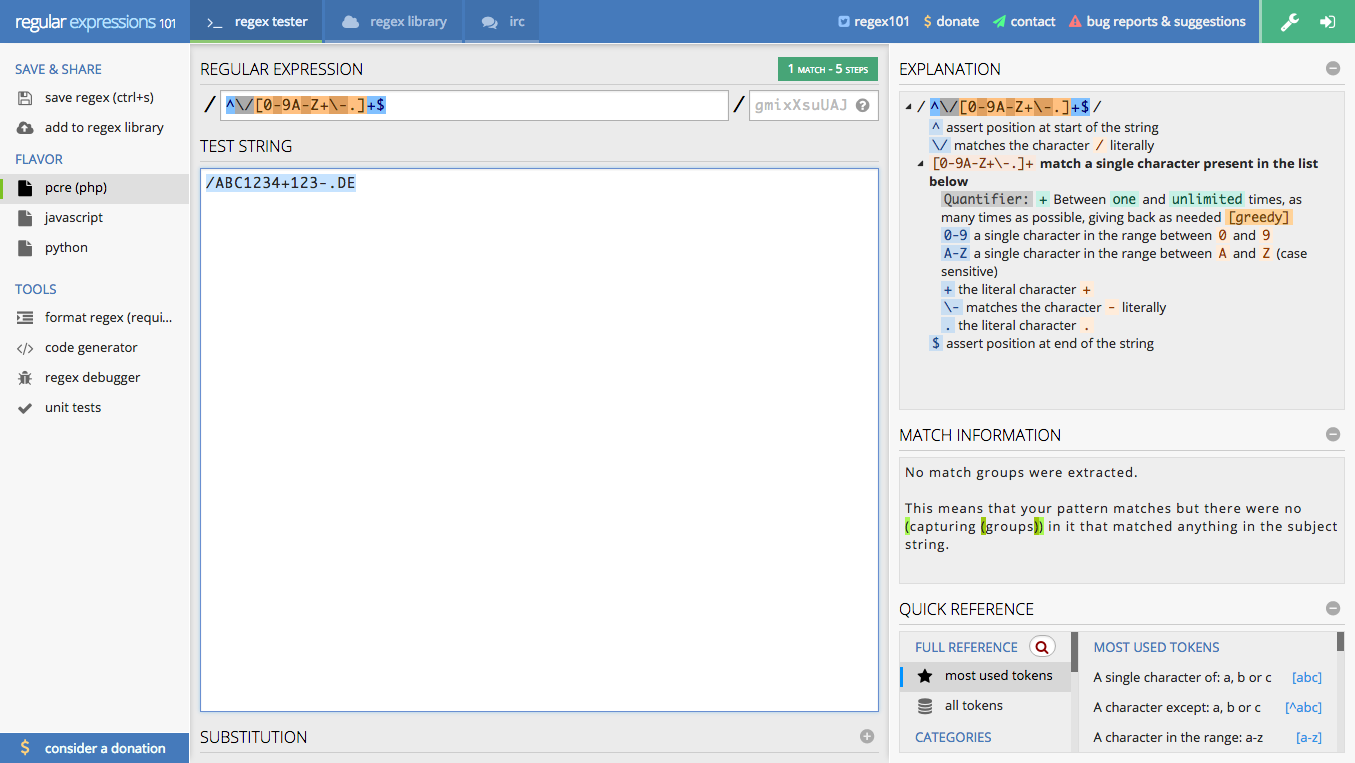 regular expressions 101
>_ regex tester
regex library
irc
regex101
$ donate
contact
bug reports & suggestions
SAVE & SHARE
save regex (ctrl+s)
add to regex library
FLAVOR
pcre (php)
javascript
python
TOOLS
format regex (requi...
</> code generator
regex debugger
unit tests
$ consider a donation
REGULAR EXPRESSION
1 MATCH - 5 STEPS
/ ^\/[0-9A-Z+\-.]+$ / gmixXsuUAJ ?
TEST STRING
/ABC1234+123-.DE
SUBSTITUTION
EXPLANATION
/ ^\/[0-9A-Z+\-.]+$ /
^ assert position at start of the string
\/ matches the character / literally
[0-9A-Z+\-.]+ match a single character present in the list
below
Quantifier: + Between one and unlimited times, as
many times as possible, giving back as needed [greedy]
0-9 a single character in the range between 0 and 9
A-Z a single character in the range between A and Z (case
sensitive)
+ the literal character +
\- matches the character - literally
. the literal character .
$ assert position at end of the string
MATCH INFORMATION
No match groups were extracted.
This means that your pattern matches but there were no
(capturing (groups)) in it that matched anything in the subject
string.
QUICK REFERENCE
FULL REFERENCE
most used tokens
all tokens
CATEGORIES
MOST USED TOKENS
A single character of: a, b or c [abc]
A character except: a, b or c [^abc]
A character in the range: a-z [a-z]